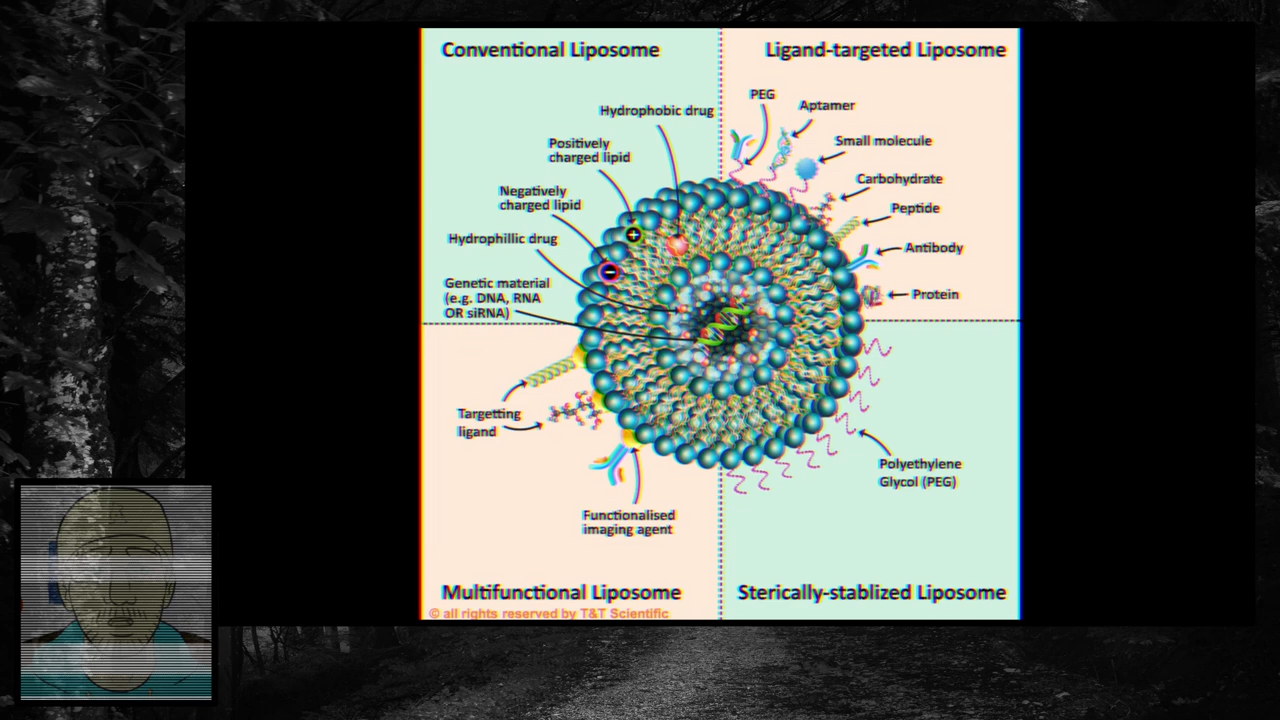 Conventional Liposome
Ligand-targeted Liposome
PEG
Aptamer
Hydrophobic drug
Small molecule
Positively
charged lipid
Carbohydrate
Negatively
charged lipid
Peptide
Hydrophillic drug
Antibody
Genetic material
(e.g. DNA, RNA
OR siRNA)
Protein
+
−
Targetting
ligand
Polyethylene
Glycol (PEG)
Functionalised
imaging agent
Multifunctional Liposome
Sterically-stablized Liposome
© all rights reserved by T&T Scientific